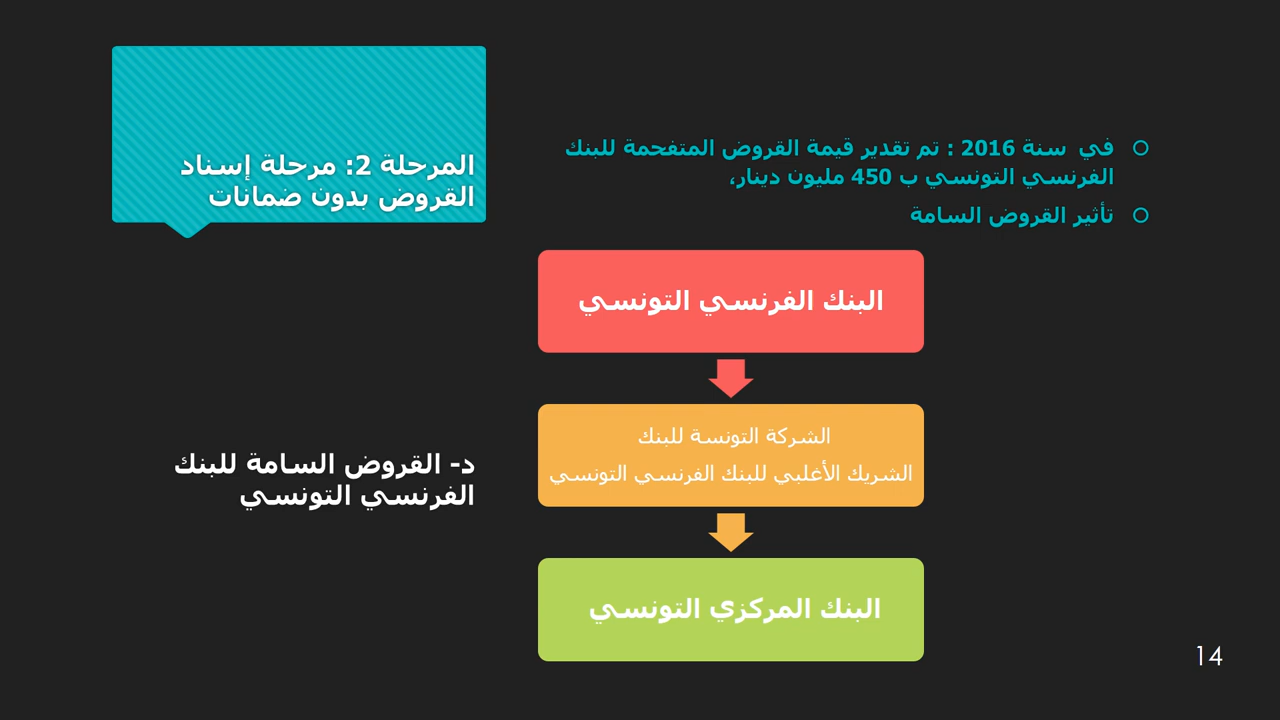 المرحلة 2: مرحلة إسناد
القروض بدون ضمانات
في سنة 2016 : تم تقدير قيمة القروض المتفحمة للبنك
الفرنسي التونسي ب 450 مليون دينار،
تأثير القروض السامة
البنك الفرنسي التونسي
الشركة التونسة للبنك
الشريك الأغلبي للبنك الفرنسي التونسي
البنك المركزي التونسي
د- القروض السامة للبنك
الفرنسي التونسي
14